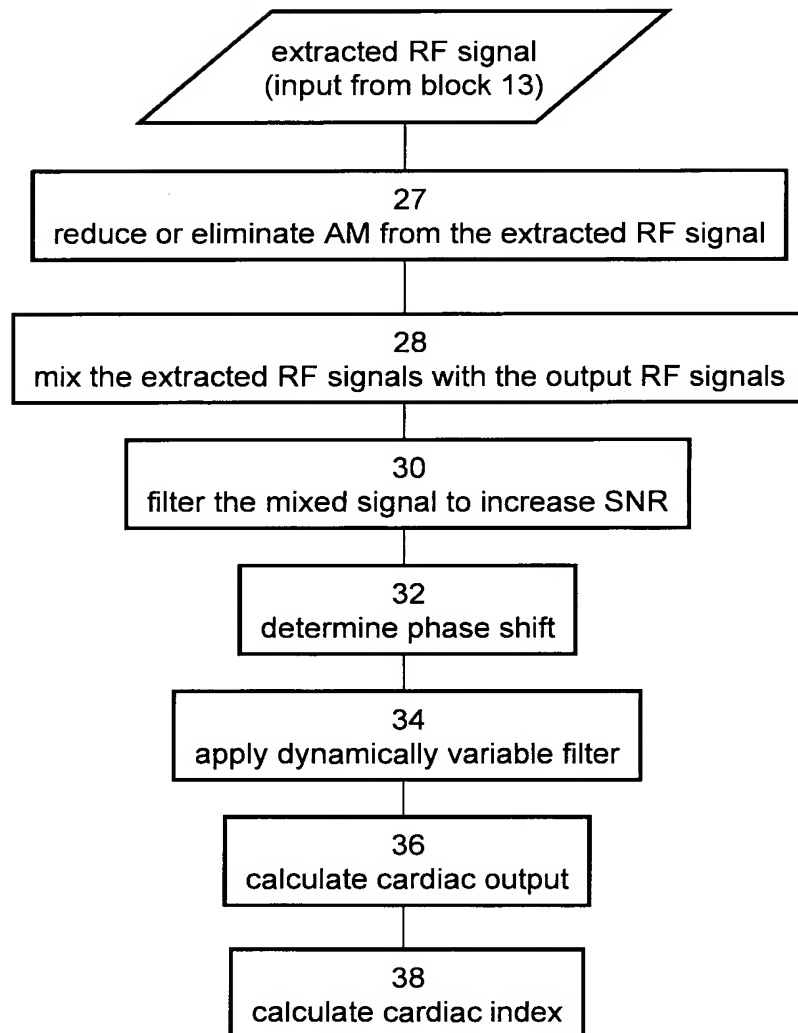 extracted RF signal
(input from block 13)
27
reduce or eliminate AM from the extracted RF signal
28
mix the extracted RF signals with the output RF signals
30
filter the mixed signal to increase SNR
32
determine phase shift
34
apply dynamically variable filter
36
calculate cardiac output
38
calculate cardiac index